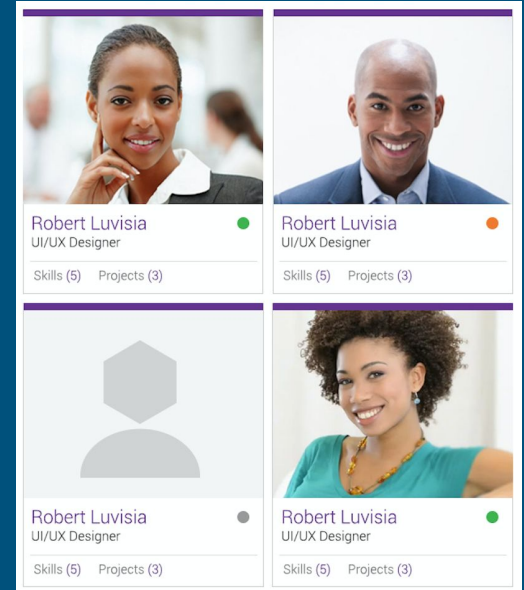 Robert Luvisia
UI/UX Designer
Skills (5) Projects (3)
Robert Luvisia
UI/UX Designer
Skills (5) Projects (3)
Robert Luvisia
UI/UX Designer
Skills (5) Projects (3)
Robert Luvisia
UI/UX Designer
Skills (5) Projects (3)